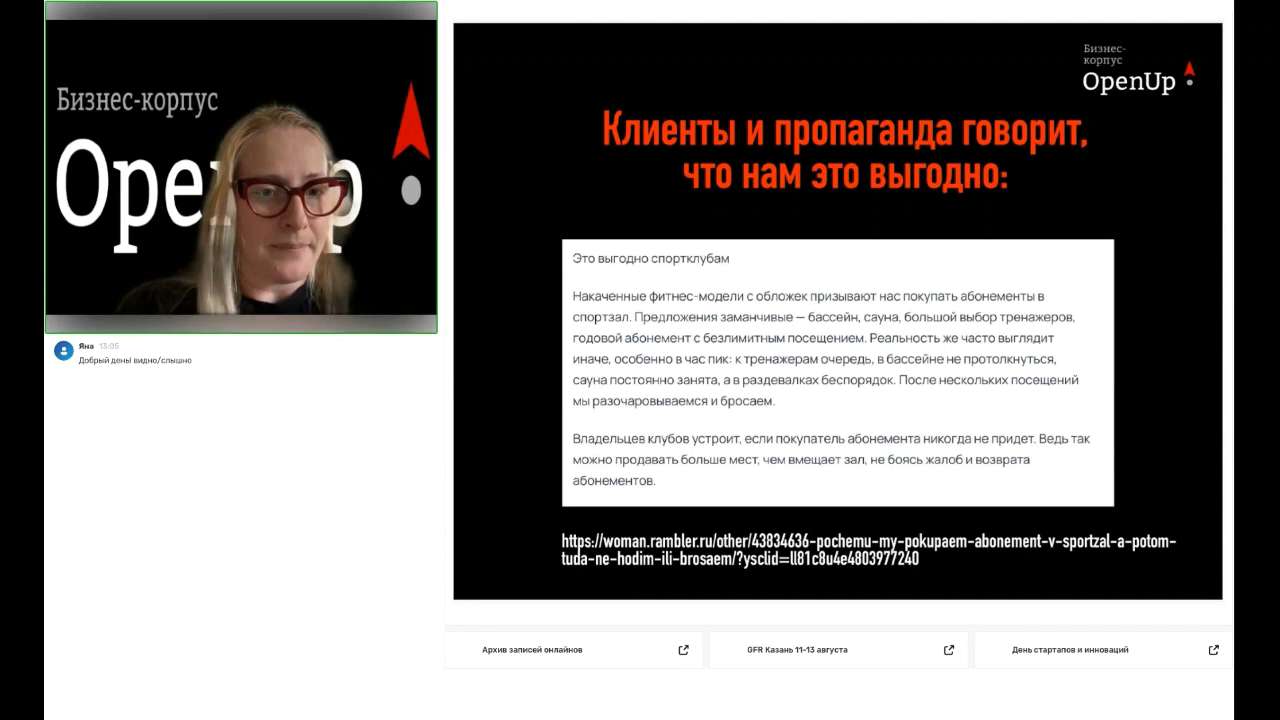 Бизнес-корпус
Ope
p
Яна 13:05
Добрый день! видно/слышно
Бизнес-
корпус
OpenUp
Клиенты и пропаганда говорит,
что нам это выгодно:
Это выгодно спортклубам
Накаченные фитнес-модели с обложек призывают нас покупать абонементы в
спортзал. Предложения заманчивые — бассейн, сауна, большой выбор тренажеров,
годовой абонемент с безлимитным посещением. Реальность же часто выглядит
иначе, особенно в час пик: к тренажерам очередь, в бассейне не протолкнуться,
сауна постоянно занята, а в раздевалках беспорядок. После нескольких посещений
мы разочаровываемся и бросаем.
Владельцев клубов устроит, если покупатель абонемента никогда не придет. Ведь так
можно продавать больше мест, чем вмещает зал, не боясь жалоб и возврата
абонементов.
https://woman.rambler.ru/other/43834636-pochemu-my-pokupaem-abonement-v-sportzal-a-potom-
tuda-ne-hodim-ili-brosaem/?ysclid=ll81c8u4e4803977240
Архив записей онлайнов
GFR Казань 11-13 августа
День стартапов и инноваций